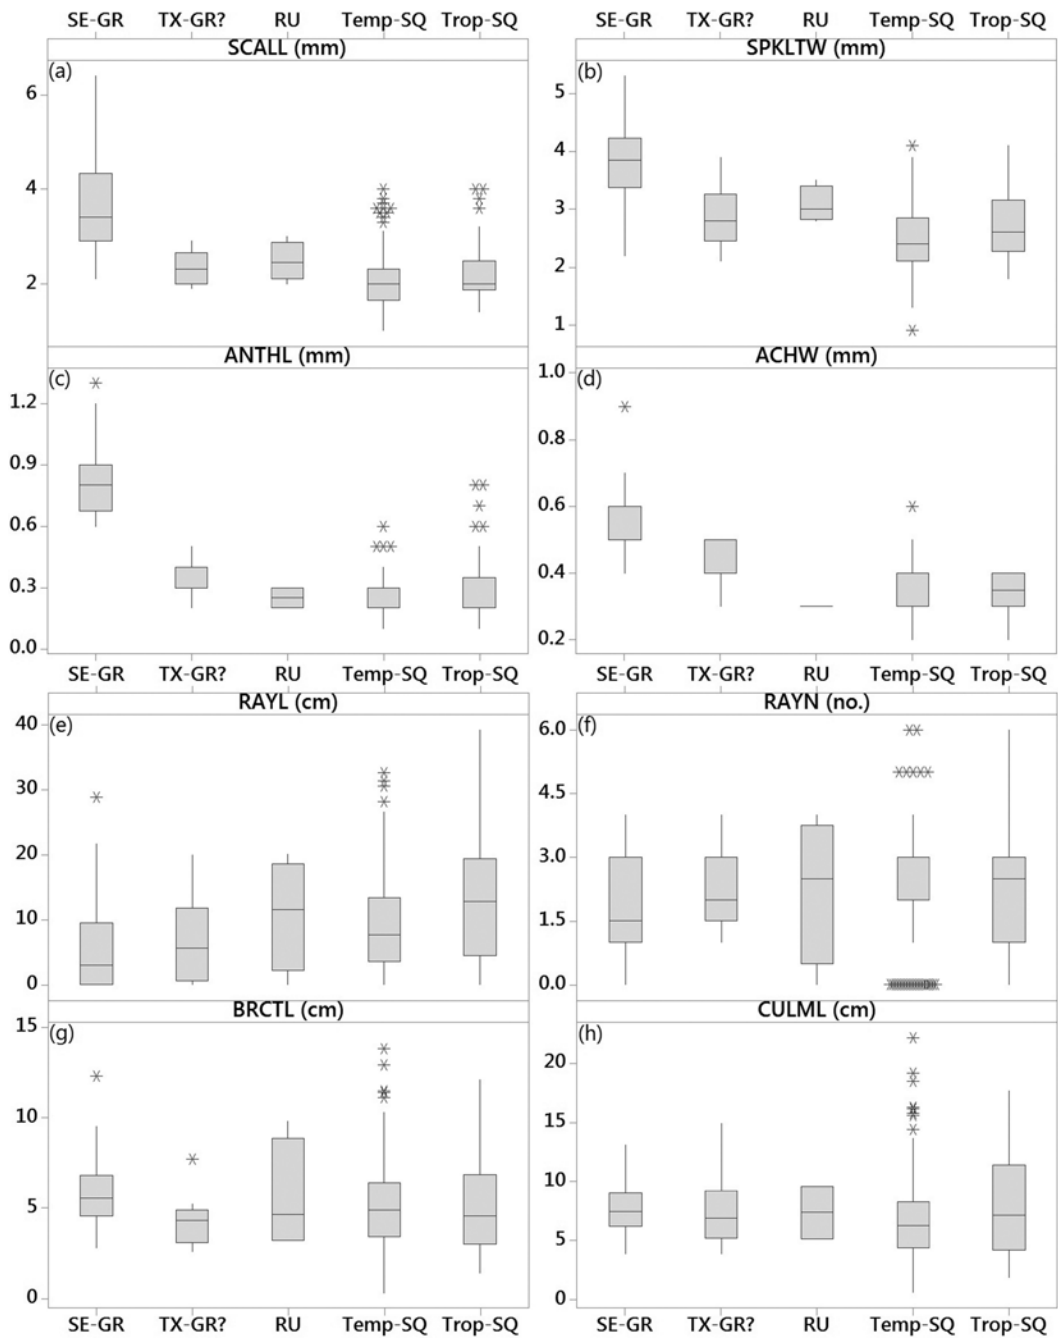 SE-GR TX-GR? RU Temp-SQ Trop-SQ SE-GR TX-GR? RU Temp-SQ Trop-SQ
SCALL (mm) SPKLTW (mm)
(a) (b)
6 5
4
4 3
2
2 1
ANTHL (mm) ACHW (mm)
(c) (d)
1.0
1.2 0.8
0.9
0.6 0.6
0.3 0.4
0.0 0.2
SE-GR TX-GR? RU Temp-SQ Trop-SQ SE-GR TX-GR? RU Temp-SQ Trop-SQ
RAYL (cm) RAYN (no.)
(e) (f)
40 6.0
30 4.5
20 3.0
10 1.5
0 0.0
BRCTL (cm) CULML (cm)
(g) (h)
15 20
10 15
10
5 5
0 0
SE-GR TX-GR? RU Temp-SQ Trop-SQ SE-GR TX-GR? RU Temp-SQ Trop-SQ